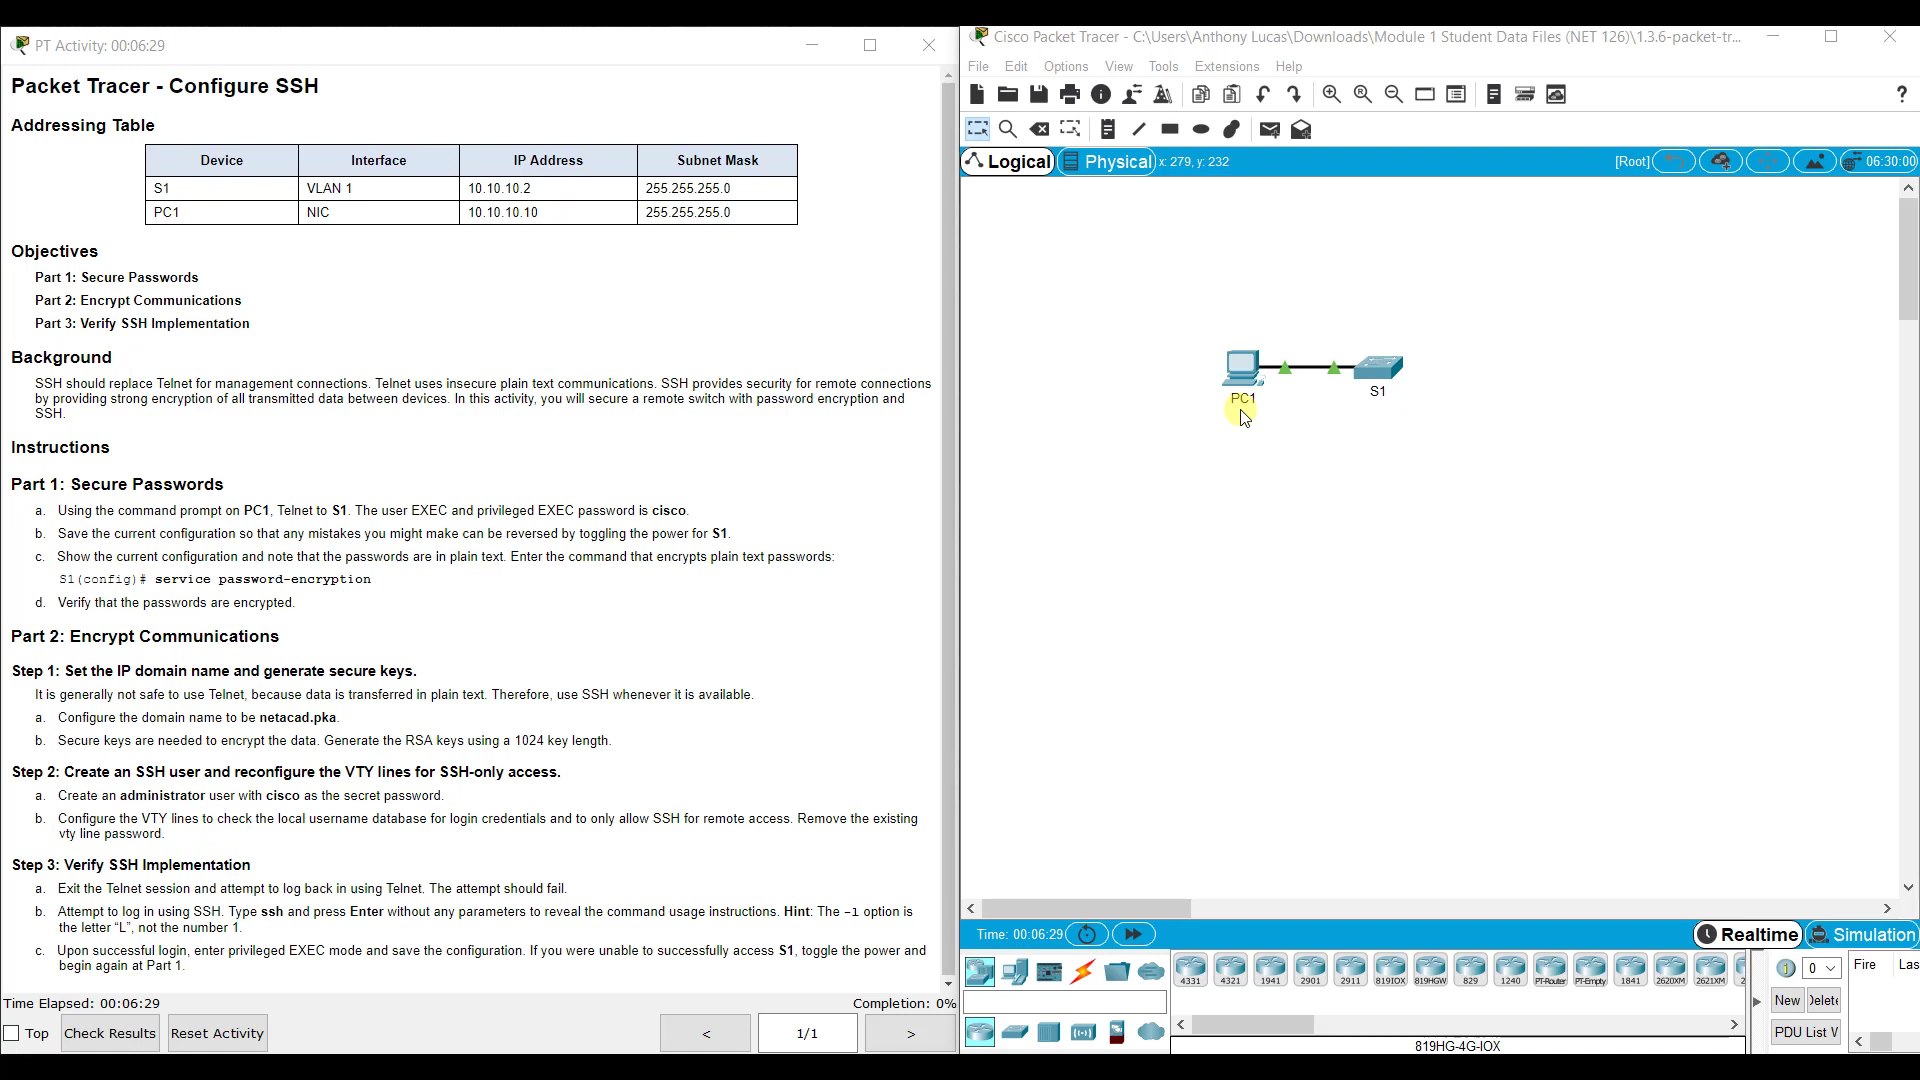 PT Activity: 00:06:29
Packet Tracer - Configure SSH
Addressing Table
Device Interface IP Address Subnet Mask
S1 VLAN 1 10.10.10.2 255.255.255.0
PC1 NIC 10.10.10.10 255.255.255.0
Objectives
Part 1: Secure Passwords
Part 2: Encrypt Communications
Part 3: Verify SSH Implementation
Background
SSH should replace Telnet for management connections. Telnet uses insecure plain text communications. SSH provides security for remote connections
by providing strong encryption of all transmitted data between devices. In this activity, you will secure a remote switch with password encryption and
SSH.
Instructions
Part 1: Secure Passwords
a. Using the command prompt on PC1, Telnet to S1. The user EXEC and privileged EXEC password is cisco.
b. Save the current configuration so that any mistakes you might make can be reversed by toggling the power for S1.
c. Show the current configuration and note that the passwords are in plain text. Enter the command that encrypts plain text passwords:
S1(config)# service password-encryption
d. Verify that the passwords are encrypted.
Part 2: Encrypt Communications
Step 1: Set the IP domain name and generate secure keys.
It is generally not safe to use Telnet, because data is transferred in plain text. Therefore, use SSH whenever it is available.
a. Configure the domain name to be netacad.pka.
b. Secure keys are needed to encrypt the data. Generate the RSA keys using a 1024 key length.
Step 2: Create an SSH user and reconfigure the VTY lines for SSH-only access.
a. Create an administrator user with cisco as the secret password.
b. Configure the VTY lines to check the local username database for login credentials and to only allow SSH for remote access. Remove the existing
vty line password.
Step 3: Verify SSH Implementation
a. Exit the Telnet session and attempt to log back in using Telnet. The attempt should fail.
b. Attempt to log in using SSH. Type ssh and press Enter without any parameters to reveal the command usage instructions. Hint: The -l option is
the letter “L”, not the number 1.
c. Upon successful login, enter privileged EXEC mode and save the configuration. If you were unable to successfully access S1, toggle the power and
begin again at Part 1.
Time Elapsed: 00:06:29 Completion: 0%
Top Check Results Reset Activity < 1/1 >
Cisco Packet Tracer - C:\Users\Anthony Lucas\Downloads\Module 1 Student Data Files (NET 126)\1.3.6-packet-tr...
File Edit Options View Tools Extensions Help
?
Logical Physical x: 279, y: 232 [Root] 06:30:00
PC1 S1
Time: 00:06:29 Realtime Simulation
4331 4321 1941 2901 2911 819IOX 819HGW 829 1240 PT-Router PT-Empty 1841 2620XM 2621XM 2
819HG-4G-IOX
0 Fire Las
New Delete
PDU List V